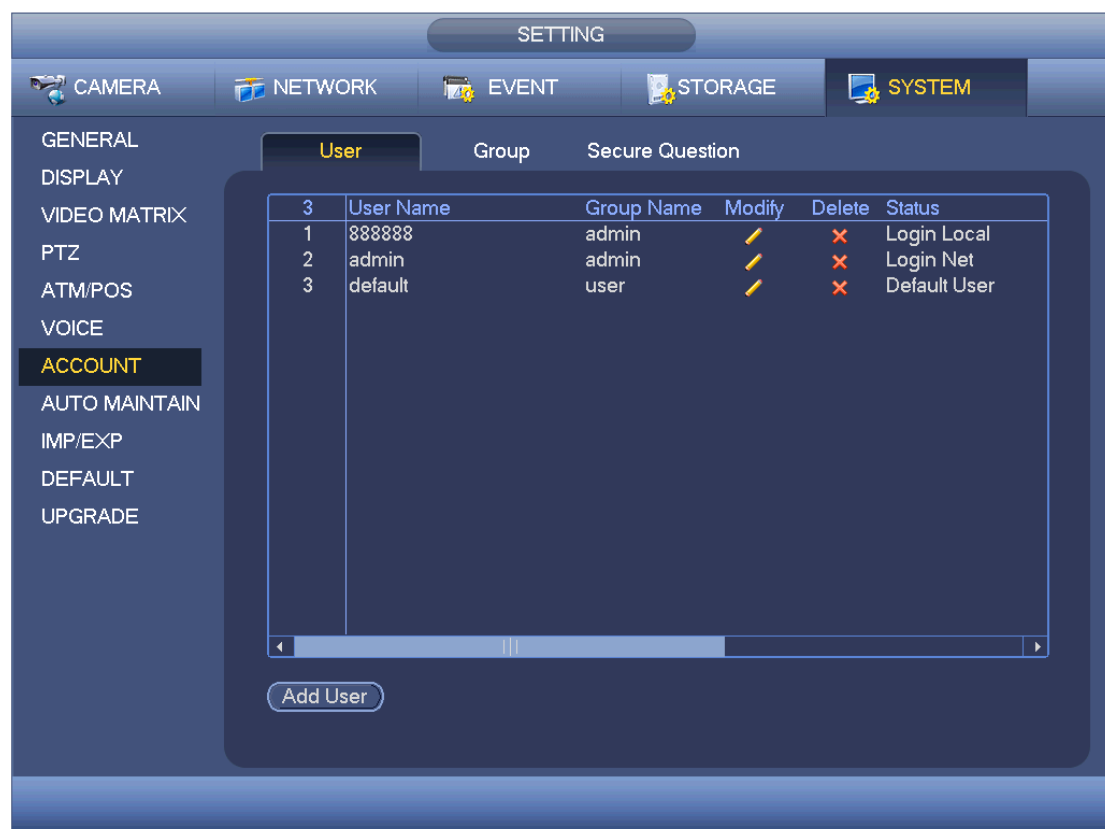 SETTING
CAMERA NETWORK EVENT STORAGE SYSTEM
GENERAL
DISPLAY
VIDEO MATRIX
PTZ
ATM/POS
VOICE
ACCOUNT
AUTO MAINTAIN
IMP/EXP
DEFAULT
UPGRADE
User Group Secure Question
3 User Name Group Name Modify Delete Status
1 888888 admin Login Local
2 admin admin Login Net
3 default user Default User
Add User